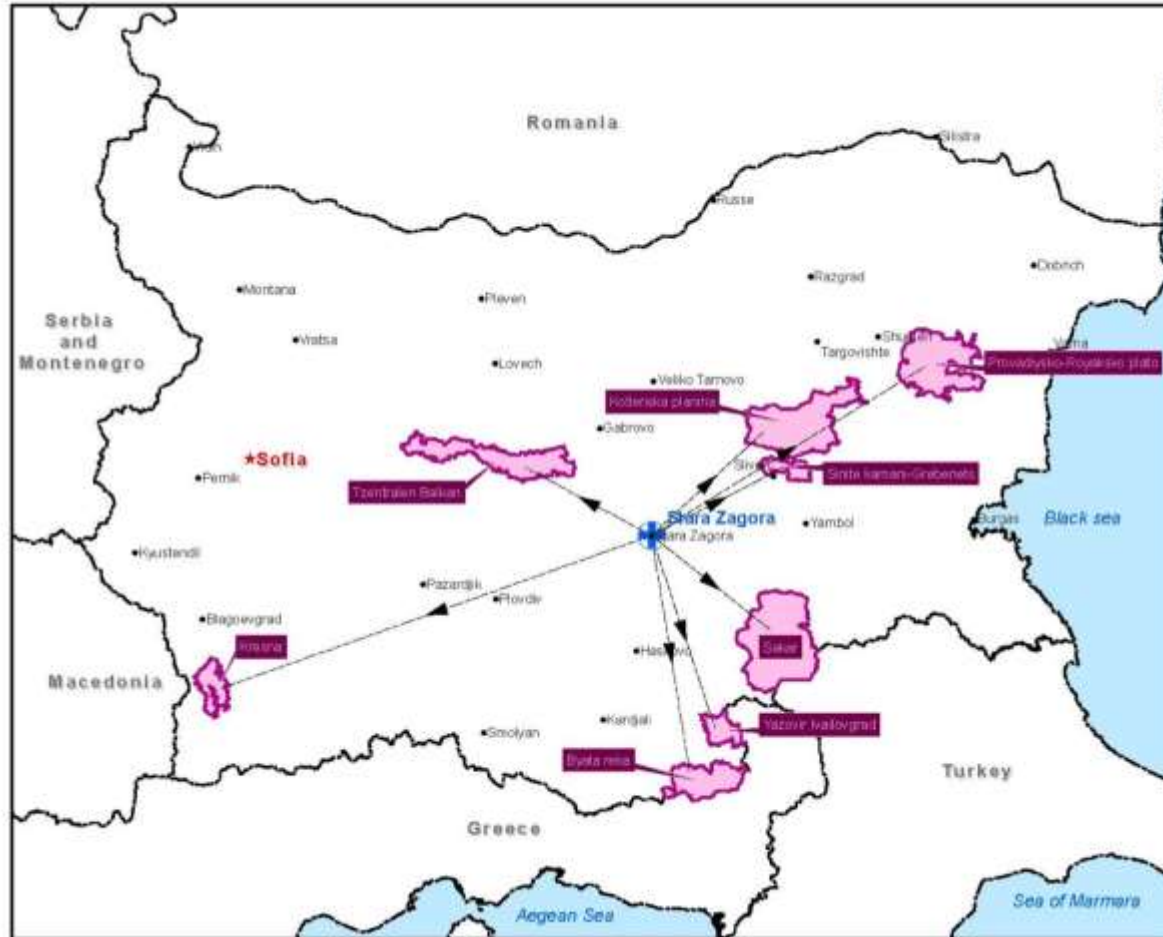 Romania
Vidin
Silistra
Russe
Dobrich
Razgrad
Montana
Pleven
Serbia
and
Montenegro
Vratsa
Shumen
Targovishte
Varna
Provadiysko-Royaksko plato
Lovech
Veliko Tarnovo
Kotlenska planina
Gabrovo
Sofia
Pernik
Sliven
Sinite kamani-Grebenets
Tzentralen Balkan
Stara Zagora
Stara Zagora
Yambol
Burgas
Black sea
Kyustendil
Pazardjik
Plovdiv
Blagoevgrad
Kresna
Haskovo
Sakar
Macedonia
Kardjali
Yazovir Ivailovgrad
Smolyan
Byala reka
Turkey
Greece
Aegean Sea
Sea of Marmara